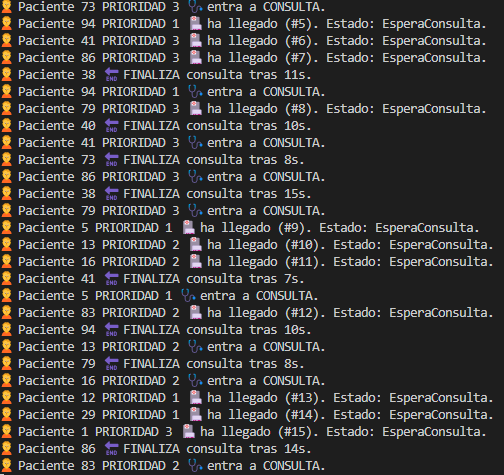 Paciente 73 PRIORIDAD 3 🩺 entra a CONSULTA.
Paciente 94 PRIORIDAD 1 🏥 ha llegado (#5). Estado: EsperaConsulta.
Paciente 41 PRIORIDAD 3 🏥 ha llegado (#6). Estado: EsperaConsulta.
Paciente 86 PRIORIDAD 3 🏥 ha llegado (#7). Estado: EsperaConsulta.
Paciente 38 🔚 FINALIZA consulta tras 11s.
Paciente 94 PRIORIDAD 1 🩺 entra a CONSULTA.
Paciente 79 PRIORIDAD 3 🏥 ha llegado (#8). Estado: EsperaConsulta.
Paciente 40 🔚 FINALIZA consulta tras 10s.
Paciente 41 PRIORIDAD 3 🩺 entra a CONSULTA.
Paciente 73 🔚 FINALIZA consulta tras 8s.
Paciente 86 PRIORIDAD 3 🩺 entra a CONSULTA.
Paciente 38 🔚 FINALIZA consulta tras 15s.
Paciente 79 PRIORIDAD 3 🩺 entra a CONSULTA.
Paciente 5 PRIORIDAD 1 🏥 ha llegado (#9). Estado: EsperaConsulta.
Paciente 13 PRIORIDAD 2 🏥 ha llegado (#10). Estado: EsperaConsulta.
Paciente 16 PRIORIDAD 2 🏥 ha llegado (#11). Estado: EsperaConsulta.
Paciente 41 🔚 FINALIZA consulta tras 7s.
Paciente 5 PRIORIDAD 1 🩺 entra a CONSULTA.
Paciente 83 PRIORIDAD 2 🏥 ha llegado (#12). Estado: EsperaConsulta.
Paciente 94 🔚 FINALIZA consulta tras 10s.
Paciente 13 PRIORIDAD 2 🩺 entra a CONSULTA.
Paciente 79 🔚 FINALIZA consulta tras 8s.
Paciente 16 PRIORIDAD 2 🩺 entra a CONSULTA.
Paciente 12 PRIORIDAD 1 🏥 ha llegado (#13). Estado: EsperaConsulta.
Paciente 29 PRIORIDAD 1 🏥 ha llegado (#14). Estado: EsperaConsulta.
Paciente 1 PRIORIDAD 3 🏥 ha llegado (#15). Estado: EsperaConsulta.
Paciente 86 🔚 FINALIZA consulta tras 14s.
Paciente 83 PRIORIDAD 2 🩺 entra a CONSULTA.